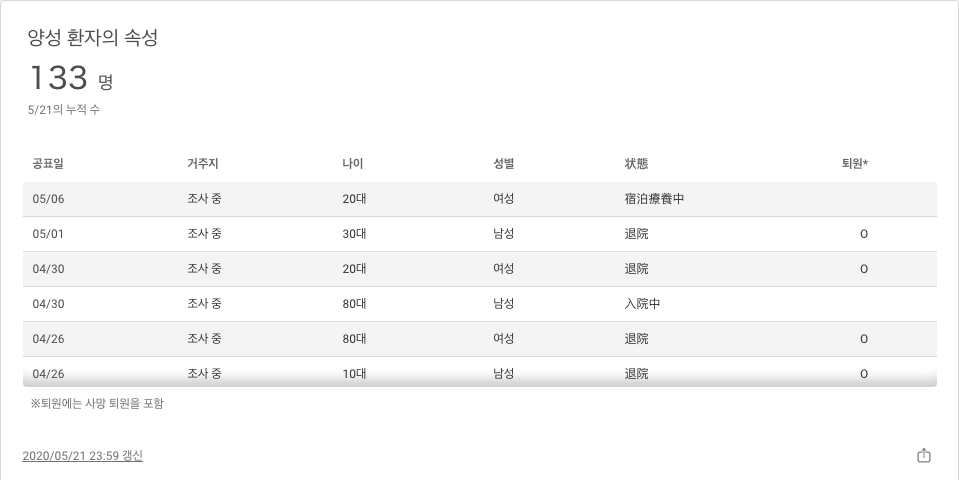 양성 환자의 속성
133 명
5/21의 누적 수
공표일 거주지 나이 성별 状態 퇴원*
05/06 조사 중 20대 여성 宿泊療養中
05/01 조사 중 30대 남성 退院 O
04/30 조사 중 20대 여성 退院 O
04/30 조사 중 80대 남성 入院中
04/26 조사 중 80대 여성 退院 O
04/26 조사 중 10대 남성 退院 O
※퇴원에는 사망 퇴원을 포함
2020/05/21 23:59 갱신